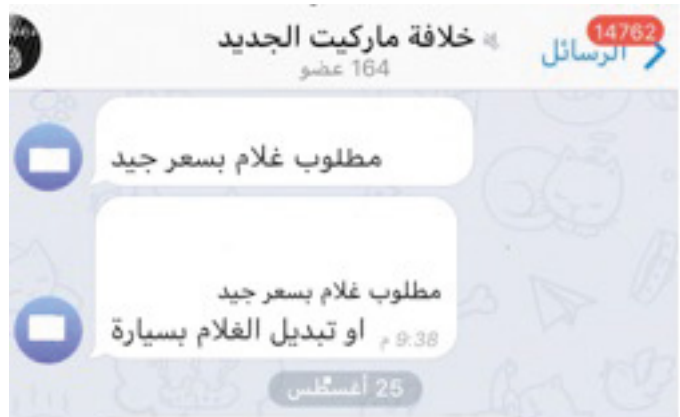 14762
الرسائل
خلافة ماركيت الجديد
164 عضو
مطلوب غلام بسعر جيد
مطلوب غلام بسعر جيد
او تبديل الغلام بسيارة
9:38 م
25 أغسطس